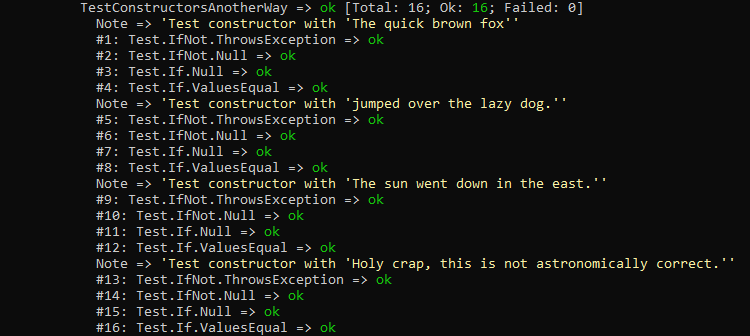 TestConstructorsAnotherWay => ok [Total: 16; Ok: 16; Failed: 0]
Note => 'Test constructor with 'The quick brown fox''
#1: Test.IfNot.ThrowsException => ok
#2: Test.IfNot.Null => ok
#3: Test.If.Null => ok
#4: Test.If.ValuesEqual => ok
Note => 'Test constructor with 'jumped over the lazy dog.''
#5: Test.IfNot.ThrowsException => ok
#6: Test.IfNot.Null => ok
#7: Test.If.Null => ok
#8: Test.If.ValuesEqual => ok
Note => 'Test constructor with 'The sun went down in the east.''
#9: Test.IfNot.ThrowsException => ok
#10: Test.IfNot.Null => ok
#11: Test.If.Null => ok
#12: Test.If.ValuesEqual => ok
Note => 'Test constructor with 'Holy crap, this is not astronomically correct.''
#13: Test.IfNot.ThrowsException => ok
#14: Test.IfNot.Null => ok
#15: Test.If.Null => ok
#16: Test.If.ValuesEqual => ok